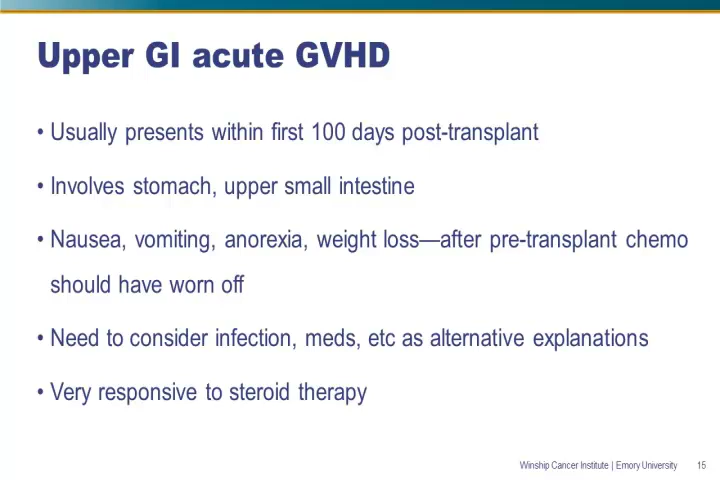 Upper GI acute GVHD
• Usually presents within first 100 days post-transplant
• Involves stomach, upper small intestine
• Nausea, vomiting, anorexia, weight loss—after pre-transplant chemo
should have worn off
• Need to consider infection, meds, etc as alternative explanations
• Very responsive to steroid therapy
Winship Cancer Institute | Emory University 15